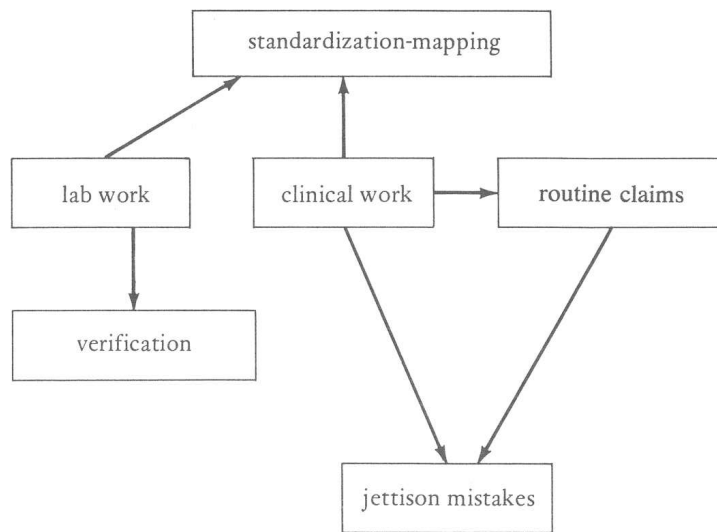 standardization-mapping
lab work
clinical work
routine claims
verification
jettison mistakes